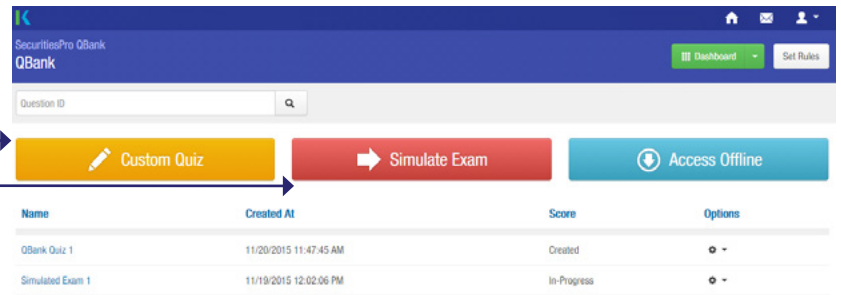 K
SecuritiesPro QBank
QBank
Dashboard
Set Rules
Question ID
Custom Quiz
Simulate Exam
Access Offline
Name Created At Score Options
QBank Quiz 1 11/20/2015 11:47:45 AM Created
Simulated Exam 1 11/19/2015 12:02:06 PM In-Progress